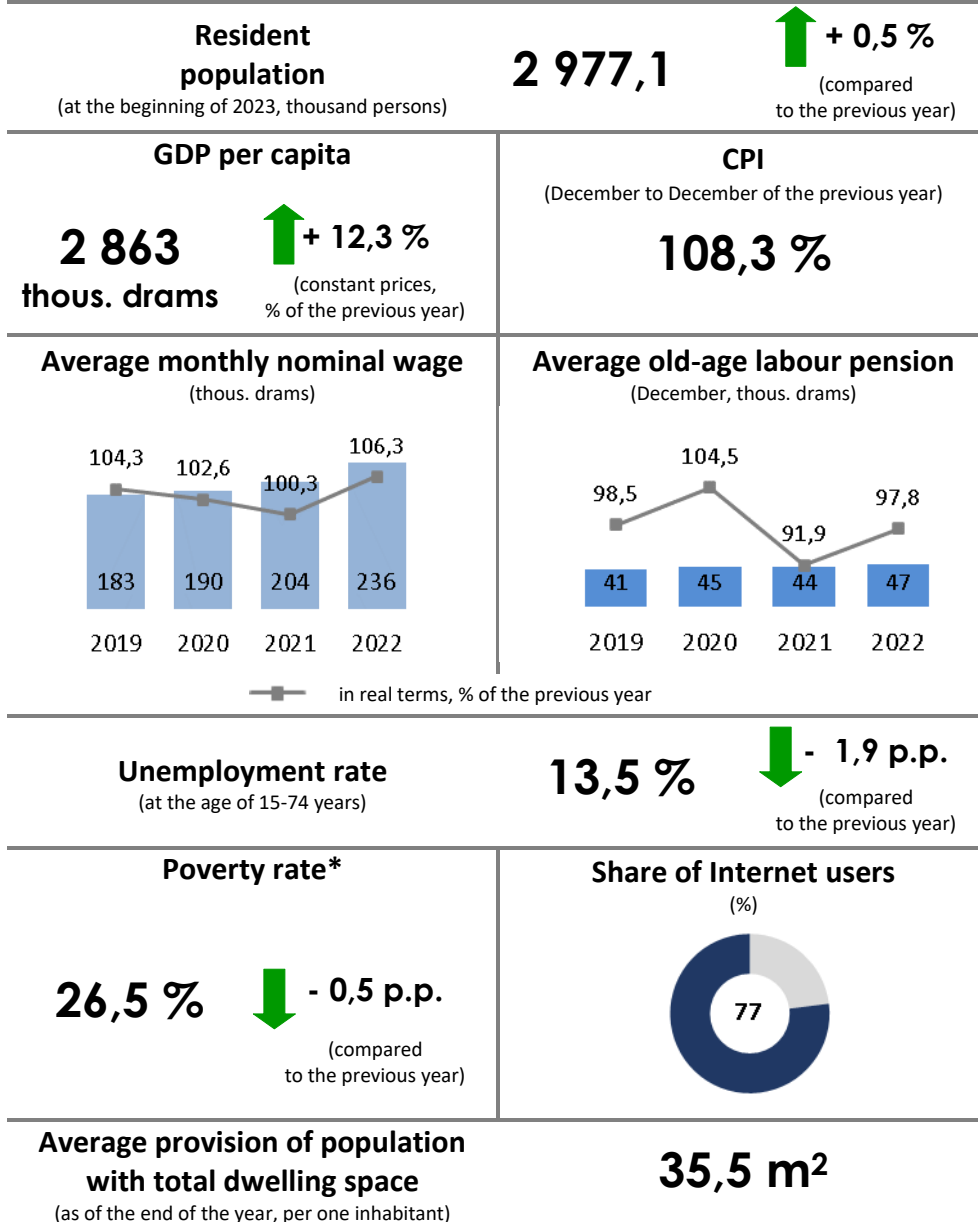 Resident
population
(at the beginning of 2023, thousand persons)
2 977,1
+ 0,5 %
(compared
to the previous year)
GDP per capita
2 863
thous. drams
+ 12,3 %
(constant prices,
% of the previous year)
CPI
(December to December of the previous year)
108,3 %
Average monthly nominal wage
(thous. drams)
104,3
102,6
100,3
106,3
183
190
204
236
2019
2020
2021
2022
Average old-age labour pension
(December, thous. drams)
98,5
104,5
91,9
97,8
41
45
44
47
2019
2020
2021
2022
in real terms, % of the previous year
Unemployment rate
(at the age of 15-74 years)
13,5 %
- 1,9 p.p.
(compared
to the previous year)
Poverty rate*
26,5 %
- 0,5 p.p.
(compared
to the previous year)
Share of Internet users
(%)
77
Average provision of population
with total dwelling space
(as of the end of the year, per one inhabitant)
35,5 m²